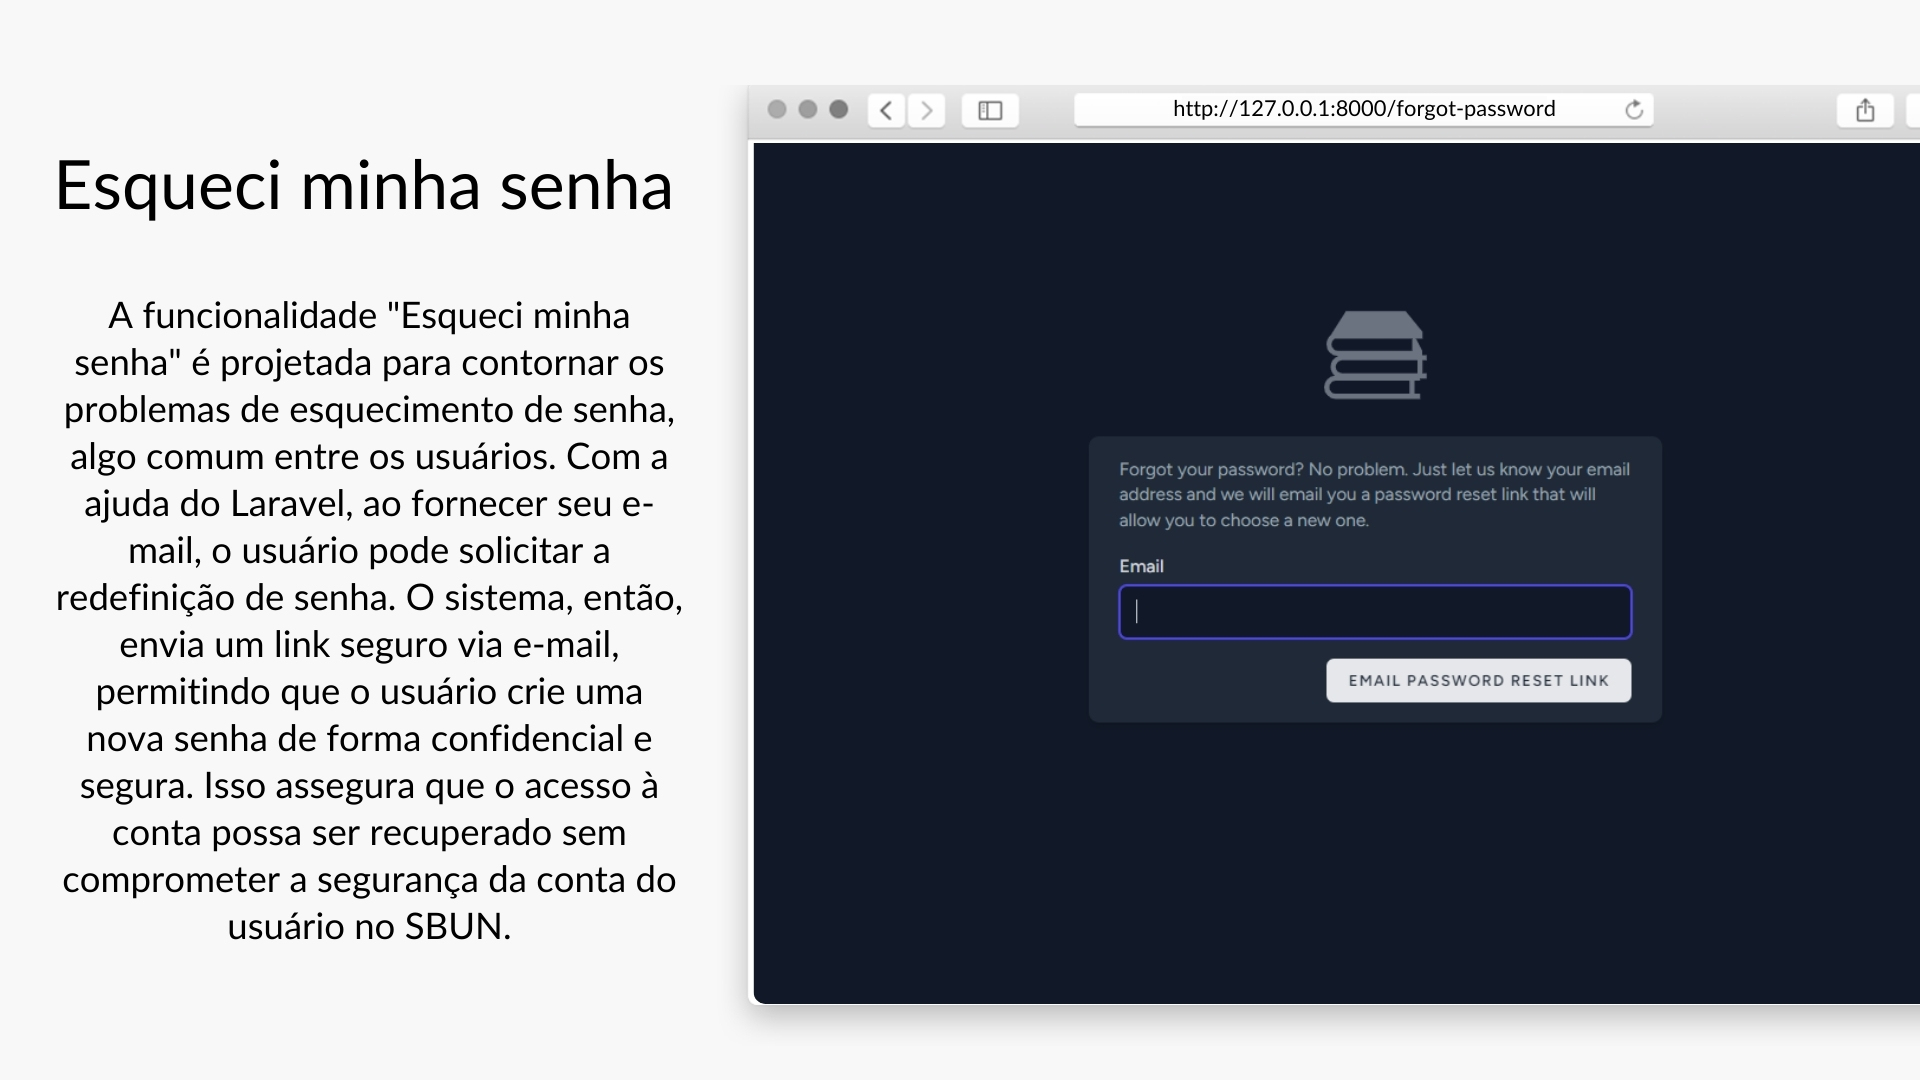 Esqueci minha senha
A funcionalidade "Esqueci minha
senha" é projetada para contornar os
problemas de esquecimento de senha,
algo comum entre os usuários. Com a
ajuda do Laravel, ao fornecer seu e-
mail, o usuário pode solicitar a
redefinição de senha. O sistema, então,
envia um link seguro via e-mail,
permitindo que o usuário crie uma
nova senha de forma confidencial e
segura. Isso assegura que o acesso à
conta possa ser recuperado sem
comprometer a segurança da conta do
usuário no SBUN.
http://127.0.0.1:8000/forgot-password
Forgot your password? No problem. Just let us know your email
address and we will email you a password reset link that will
allow you to choose a new one.
Email
EMAIL PASSWORD RESET LINK